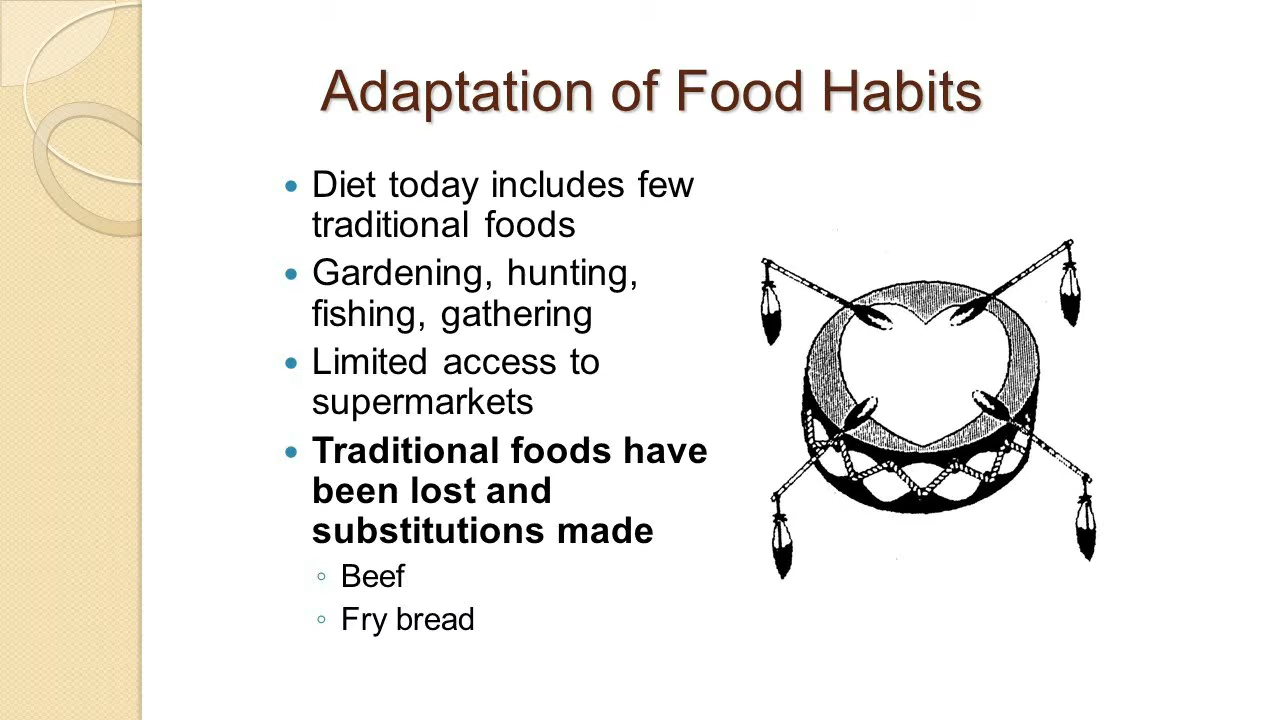 Adaptation of Food Habits
Diet today includes few
traditional foods
Gardening, hunting,
fishing, gathering
Limited access to
supermarkets
Traditional foods have
been lost and
substitutions made
Beef
Fry bread